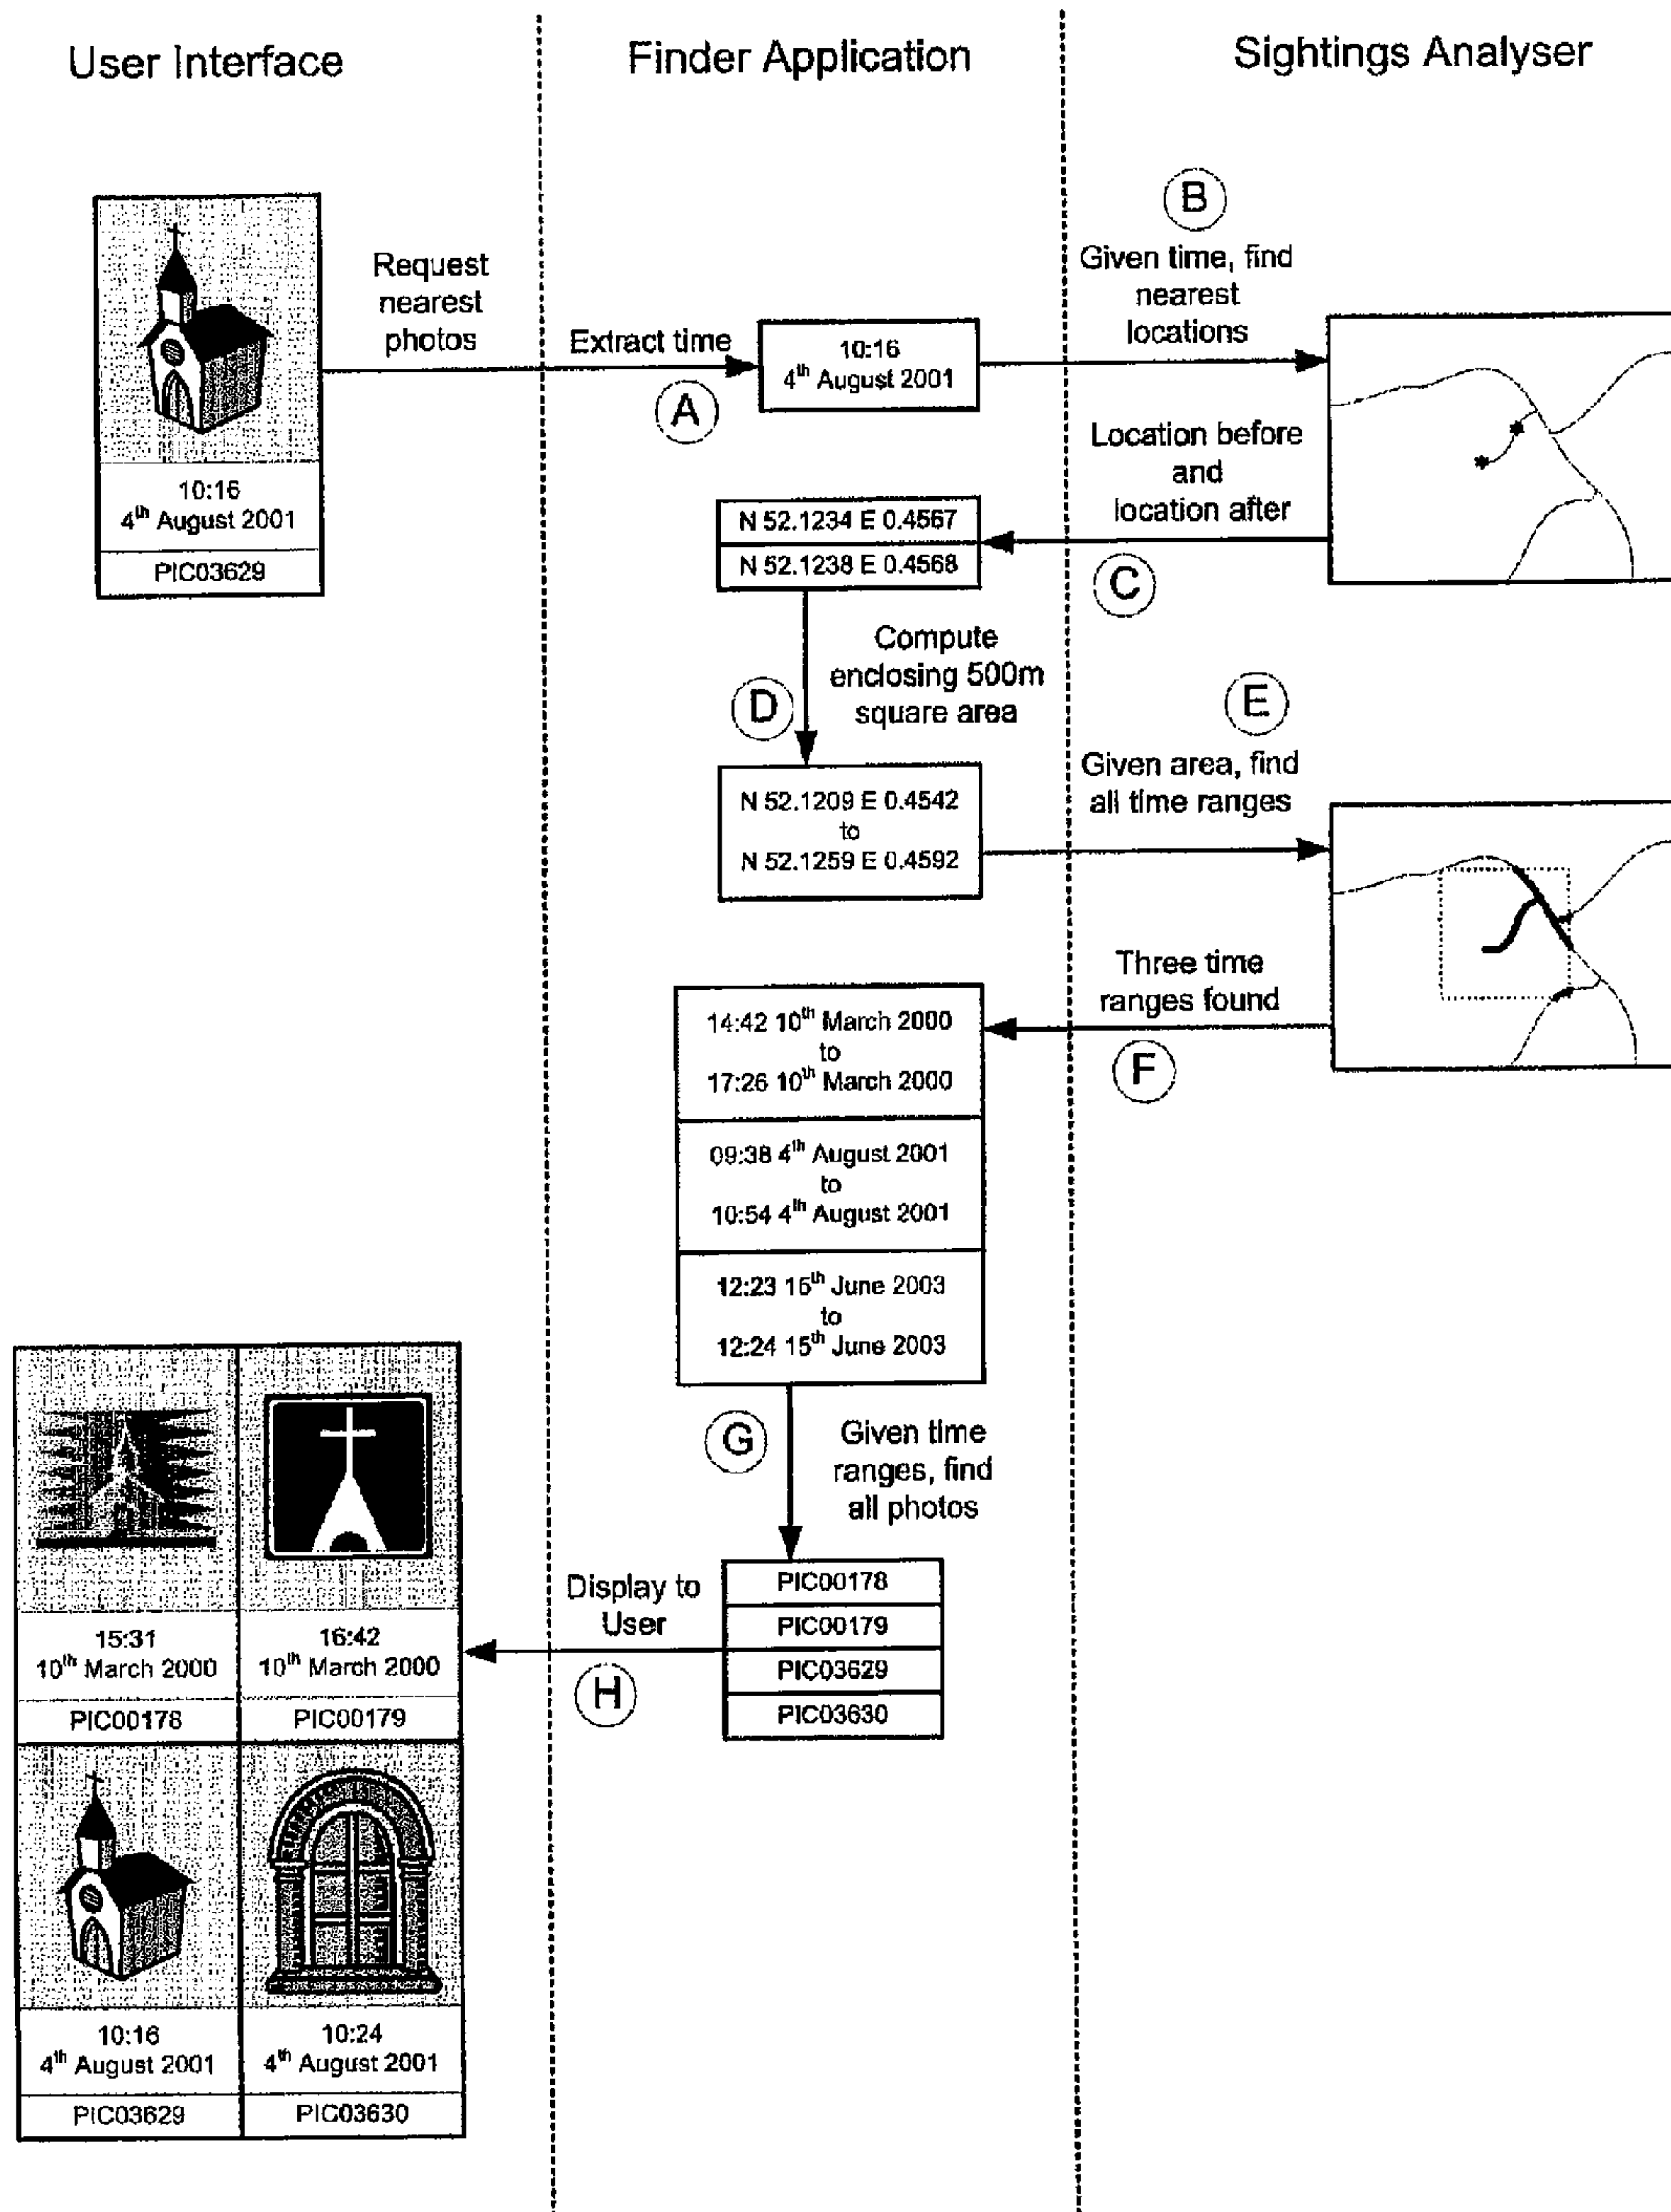 User Interface
Finder Application
Sightings Analyser
10:16
4th August 2001
PIC03629
Request
nearest
photos
Extract time
A
10:16
4th August 2001
B
Given time, find
nearest
locations
Location before
and
location after
C
N 52.1234 E 0.4567
N 52.1238 E 0.4568
D
Compute
enclosing 500m
square area
N 52.1209 E 0.4542
to
N 52.1259 E 0.4592
E
Given area, find
all time ranges
Three time
ranges found
F
14:42 10th March 2000
to
17:26 10th March 2000
09:38 4th August 2001
to
10:54 4th August 2001
12:23 15th June 2003
to
12:24 15th June 2003
G
Given time
ranges, find
all photos
PIC00178
PIC00179
PIC03629
PIC03630
Display to
User
H
15:31
10th March 2000
PIC00178
16:42
10th March 2000
PIC00179
10:16
4th August 2001
PIC03629
10:24
4th August 2001
PIC03630